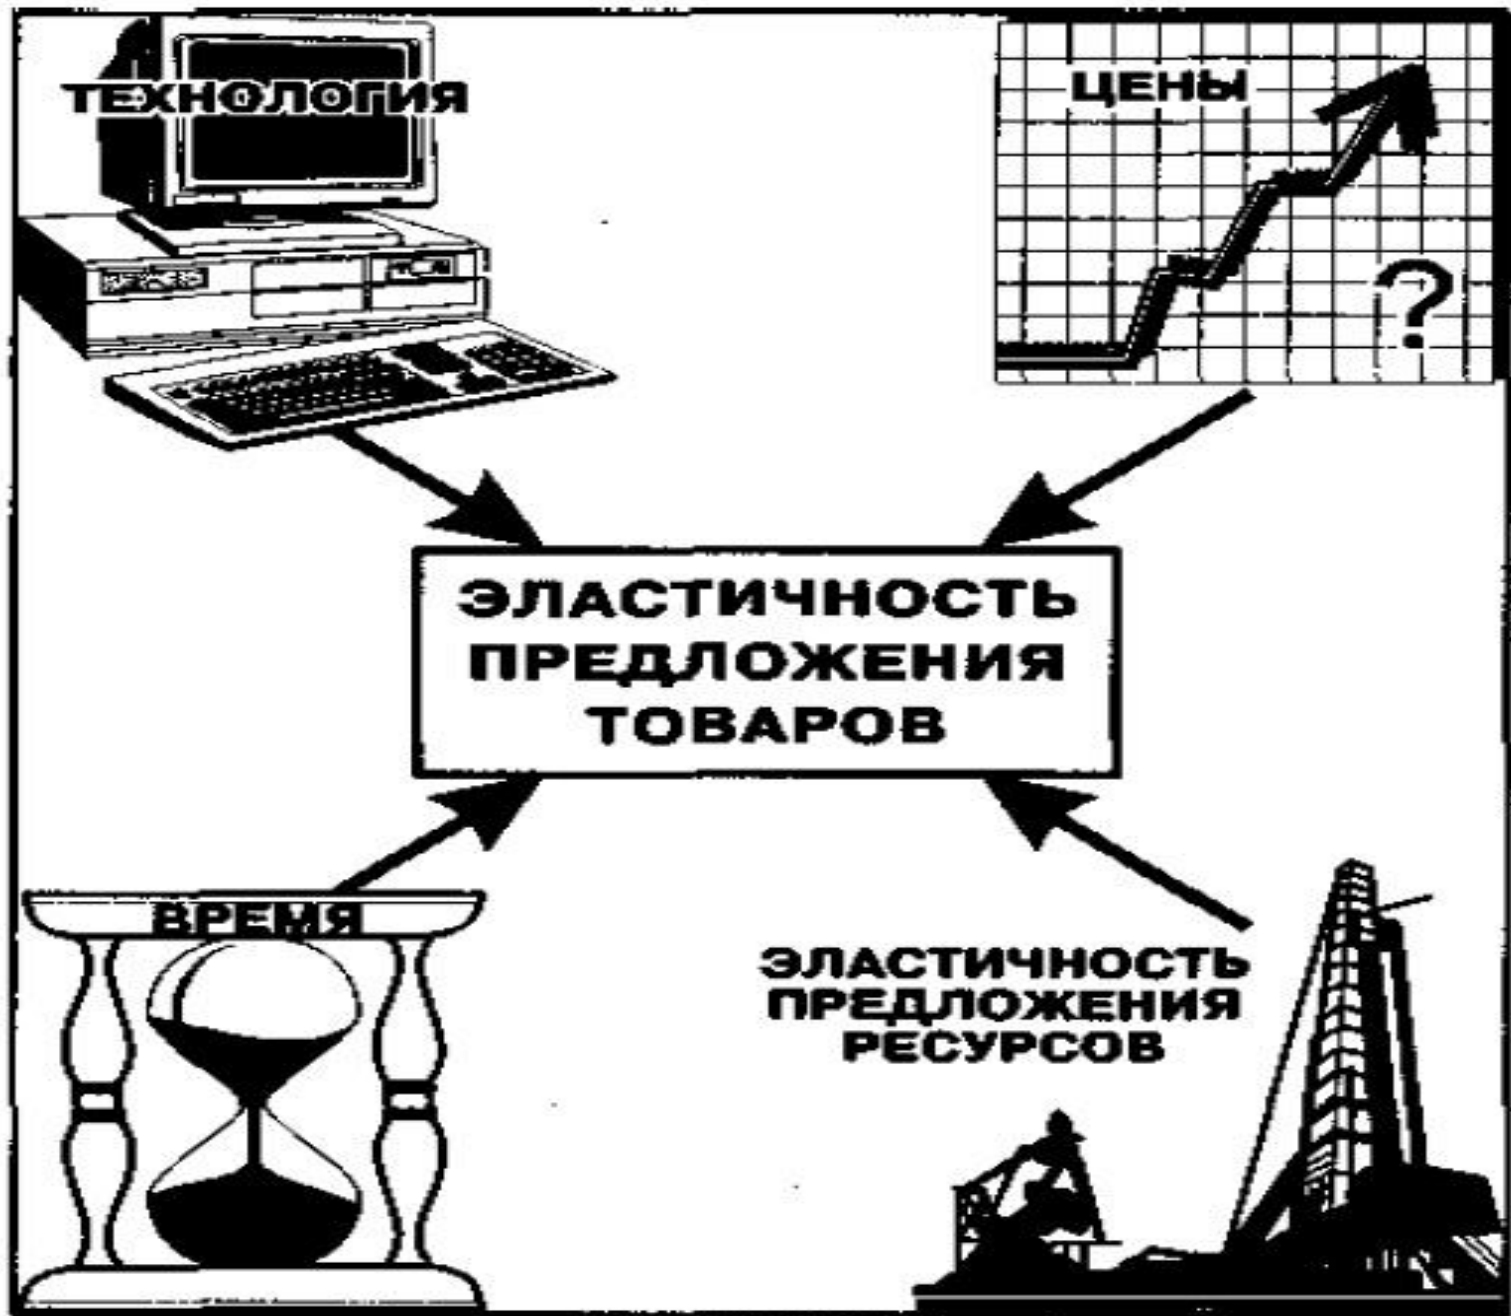 ТЕХНОЛОГИЯ
ЦЕНЫ
?
ЭЛАСТИЧНОСТЬ
ПРЕДЛОЖЕНИЯ
ТОВАРОВ
ВРЕМЯ
ЭЛАСТИЧНОСТЬ
ПРЕДЛОЖЕНИЯ
РЕСУРСОВ